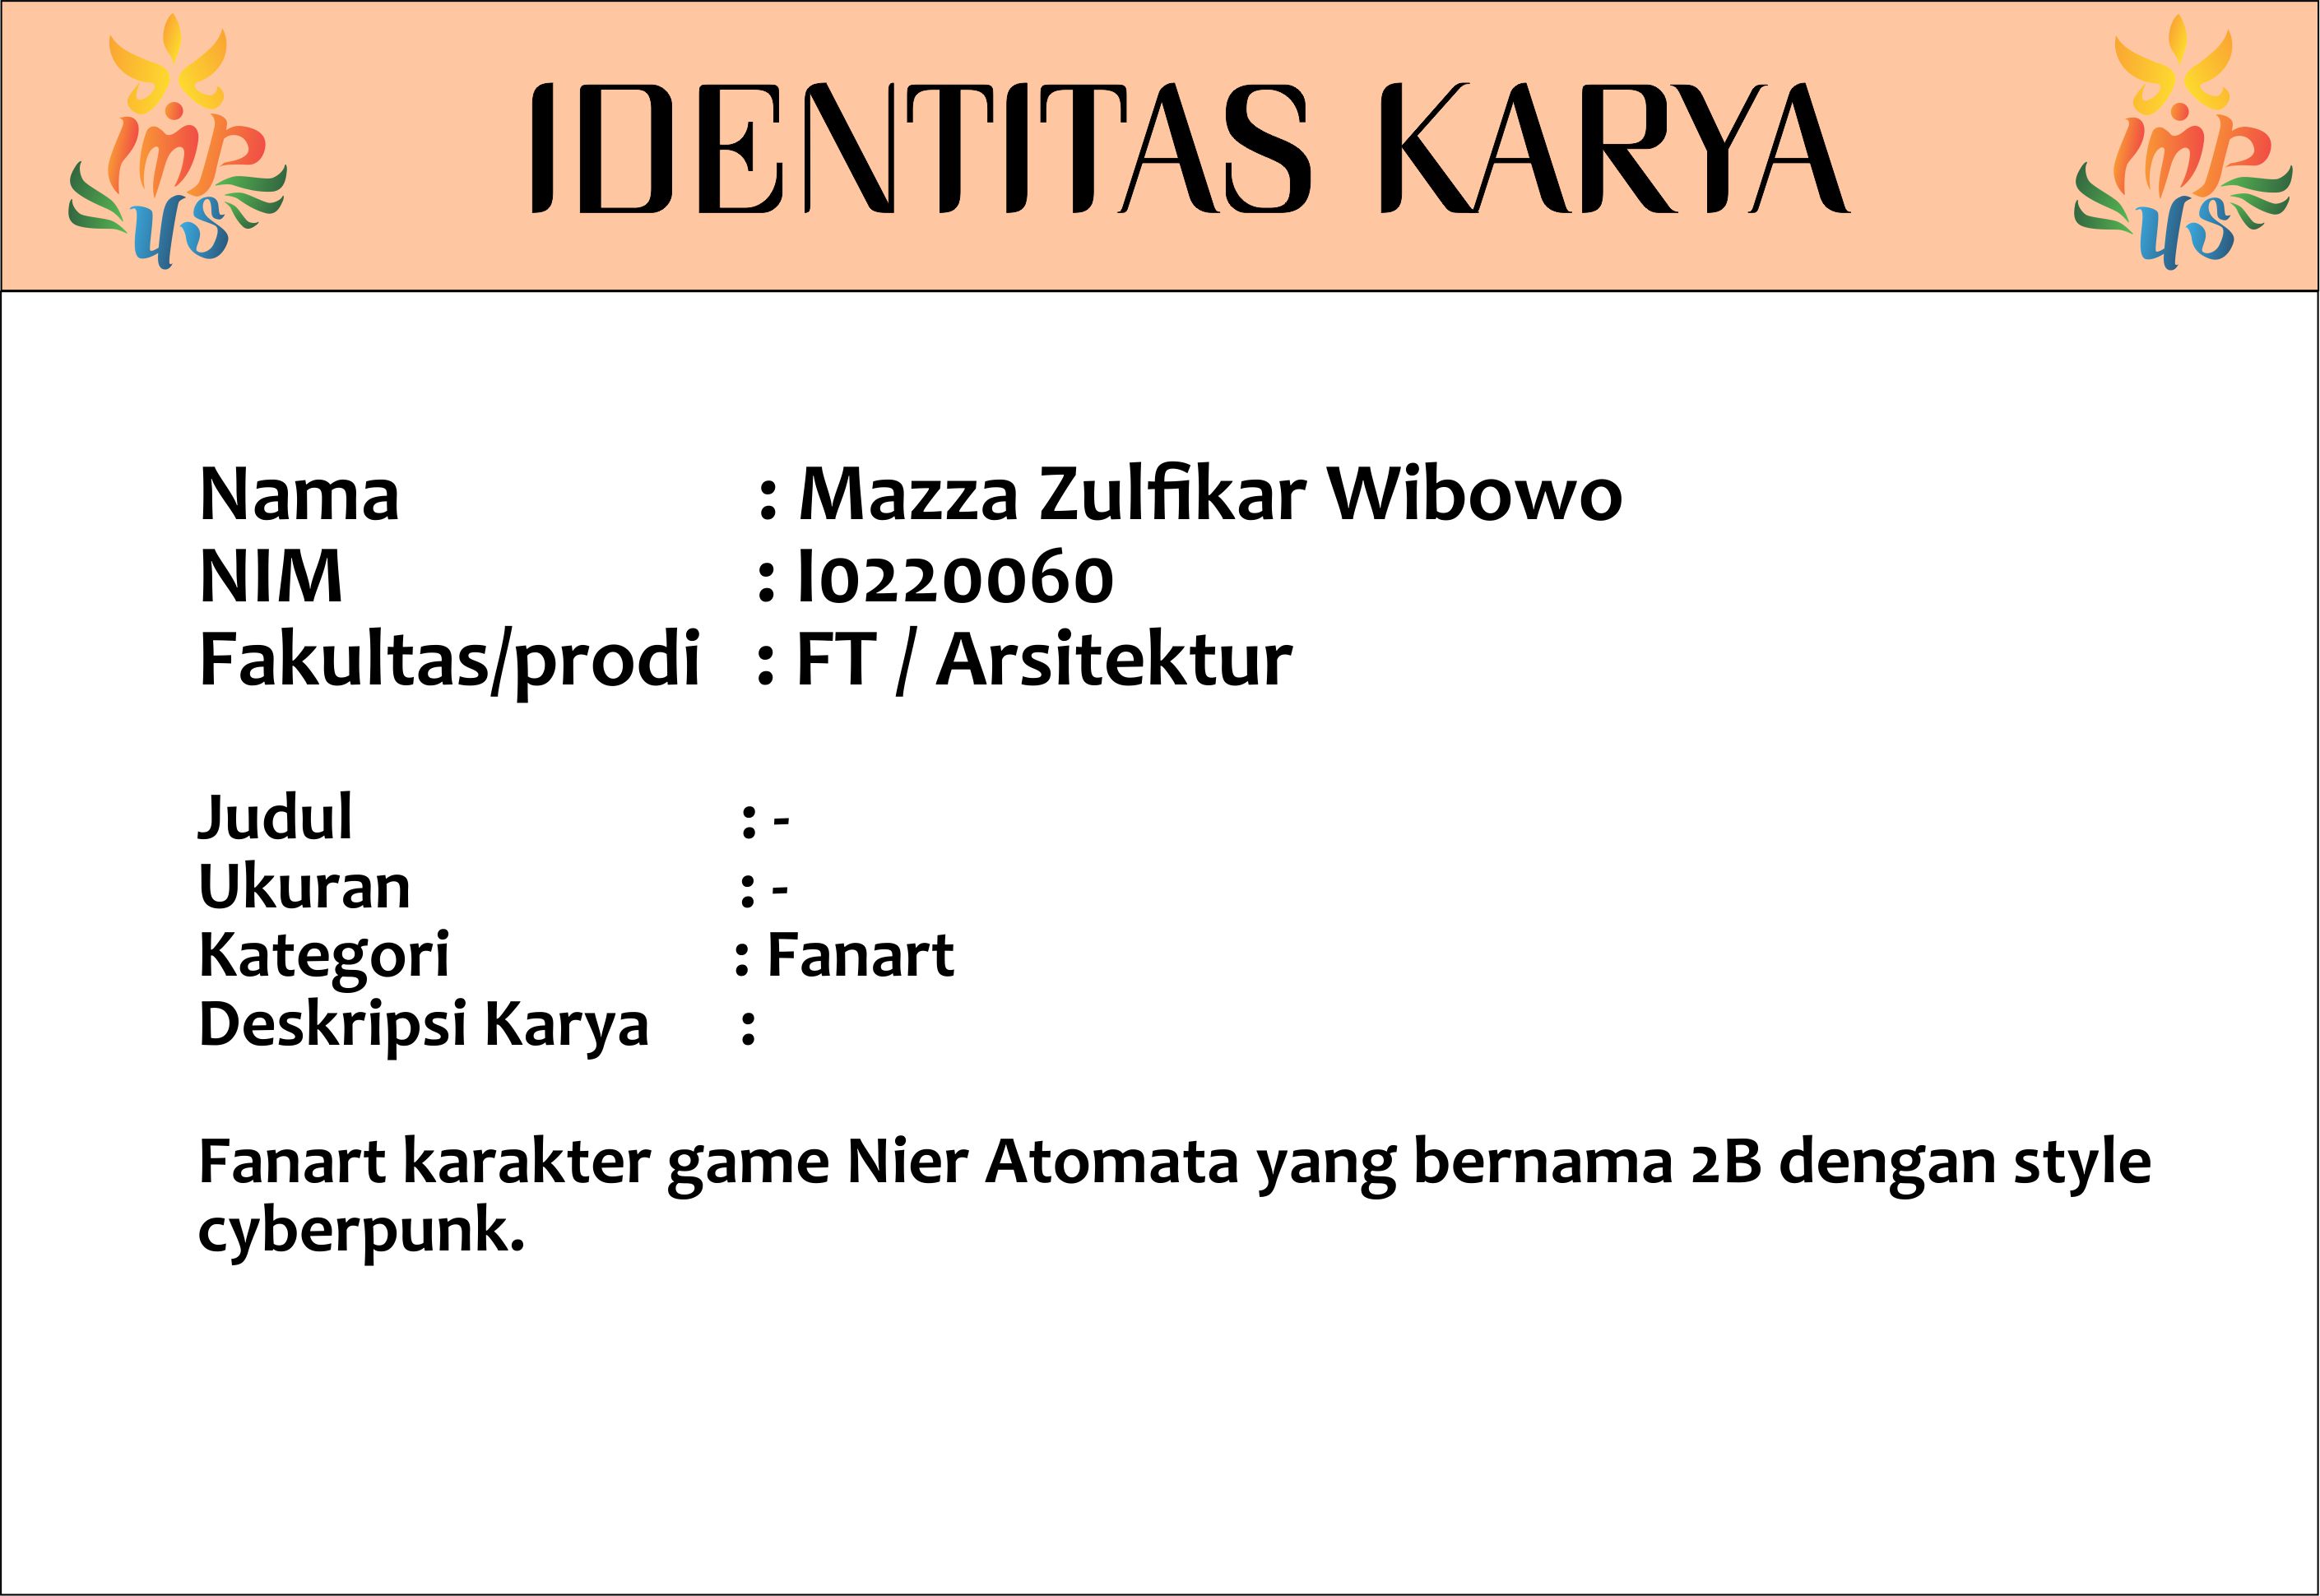 IDENTITAS KARYA
imp
us
imp
us
Nama : Mazza Zulfikar Wibowo
NIM : I0220060
Fakultas/prodi : FT / Arsitektur
Judul : -
Ukuran : -
Kategori : Fanart
Deskripsi Karya :
Fanart karakter game Nier Atomata yang bernama 2B dengan style
cyberpunk.